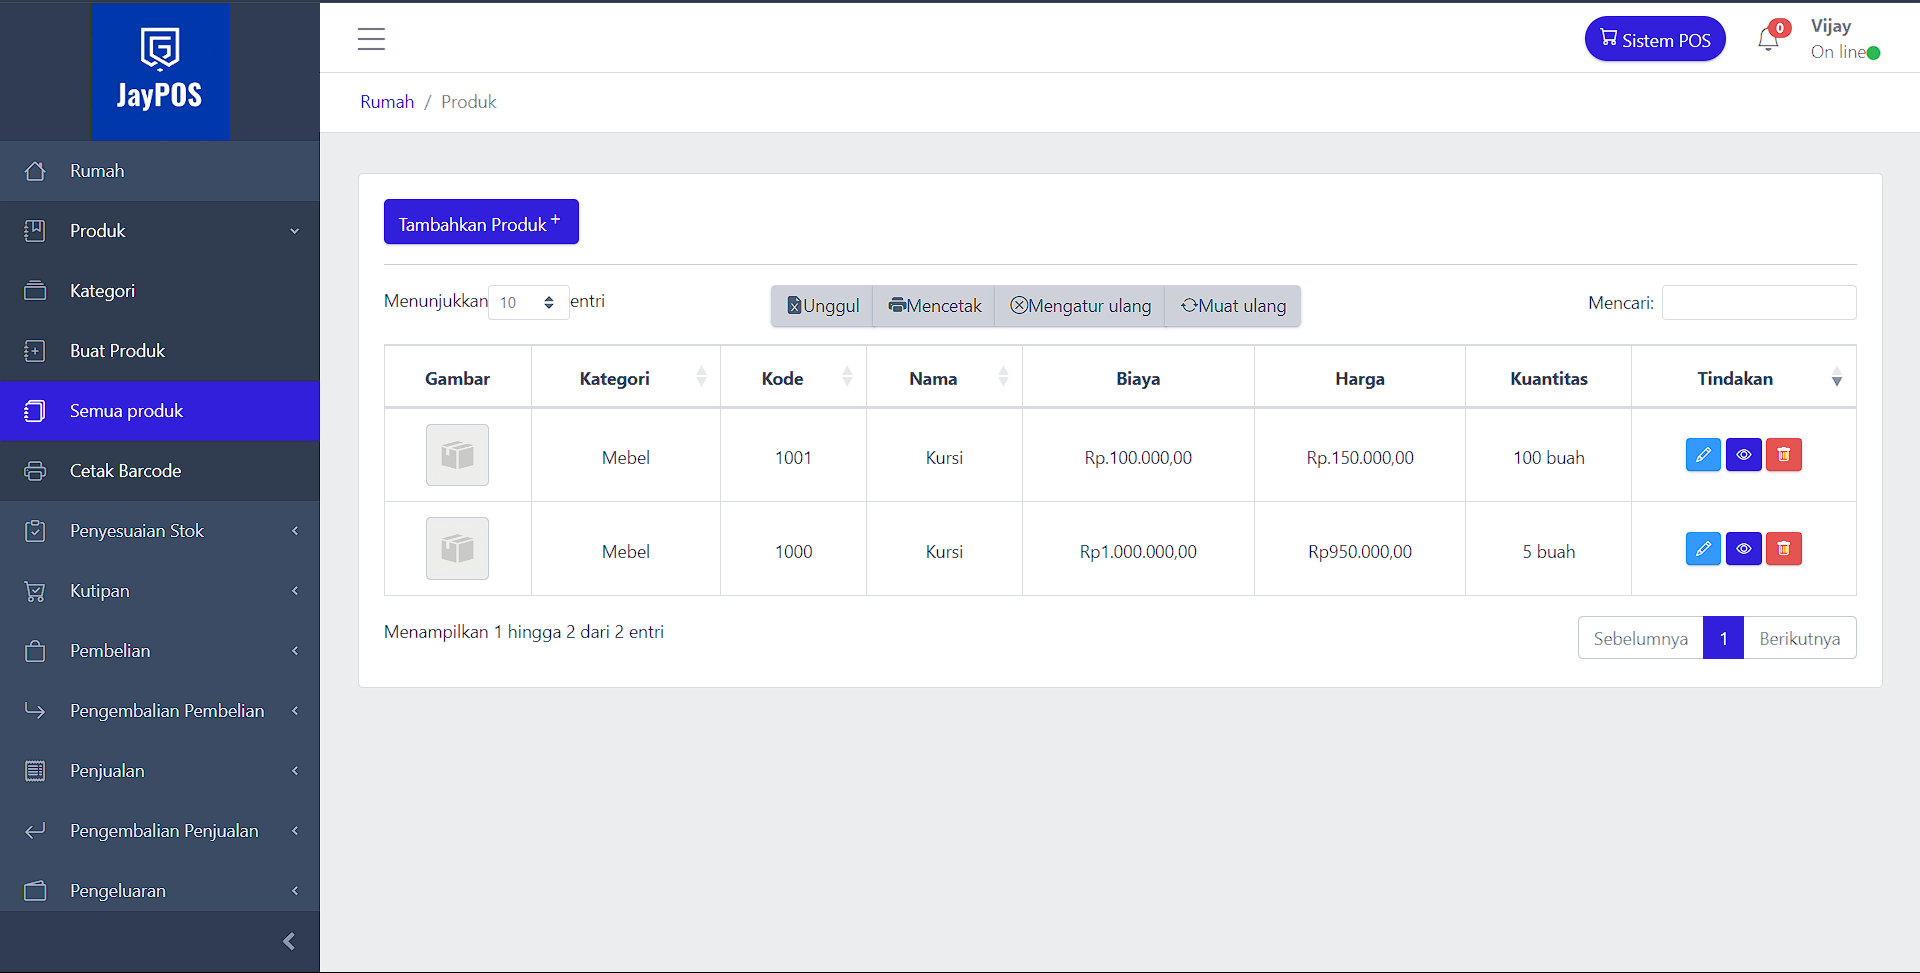 JayPOS
Rumah
Produk
Kategori
Buat Produk
Semua produk
Cetak Barcode
Penyesuaian Stok
Kutipan
Pembelian
Pengembalian Pembelian
Penjualan
Pengembalian Penjualan
Pengeluaran
Sistem POS
0
Vijay
On line
Rumah / Produk
Tambahkan Produk +
Menunjukkan 10 entri
Unggul Mencetak Mengatur ulang Muat ulang
Mencari:
Gambar Kategori Kode Nama Biaya Harga Kuantitas Tindakan
Mebel 1001 Kursi Rp.100.000,00 Rp.150.000,00 100 buah
Mebel 1000 Kursi Rp1.000.000,00 Rp950.000,00 5 buah
Menampilkan 1 hingga 2 dari 2 entri
Sebelumnya 1 Berikutnya